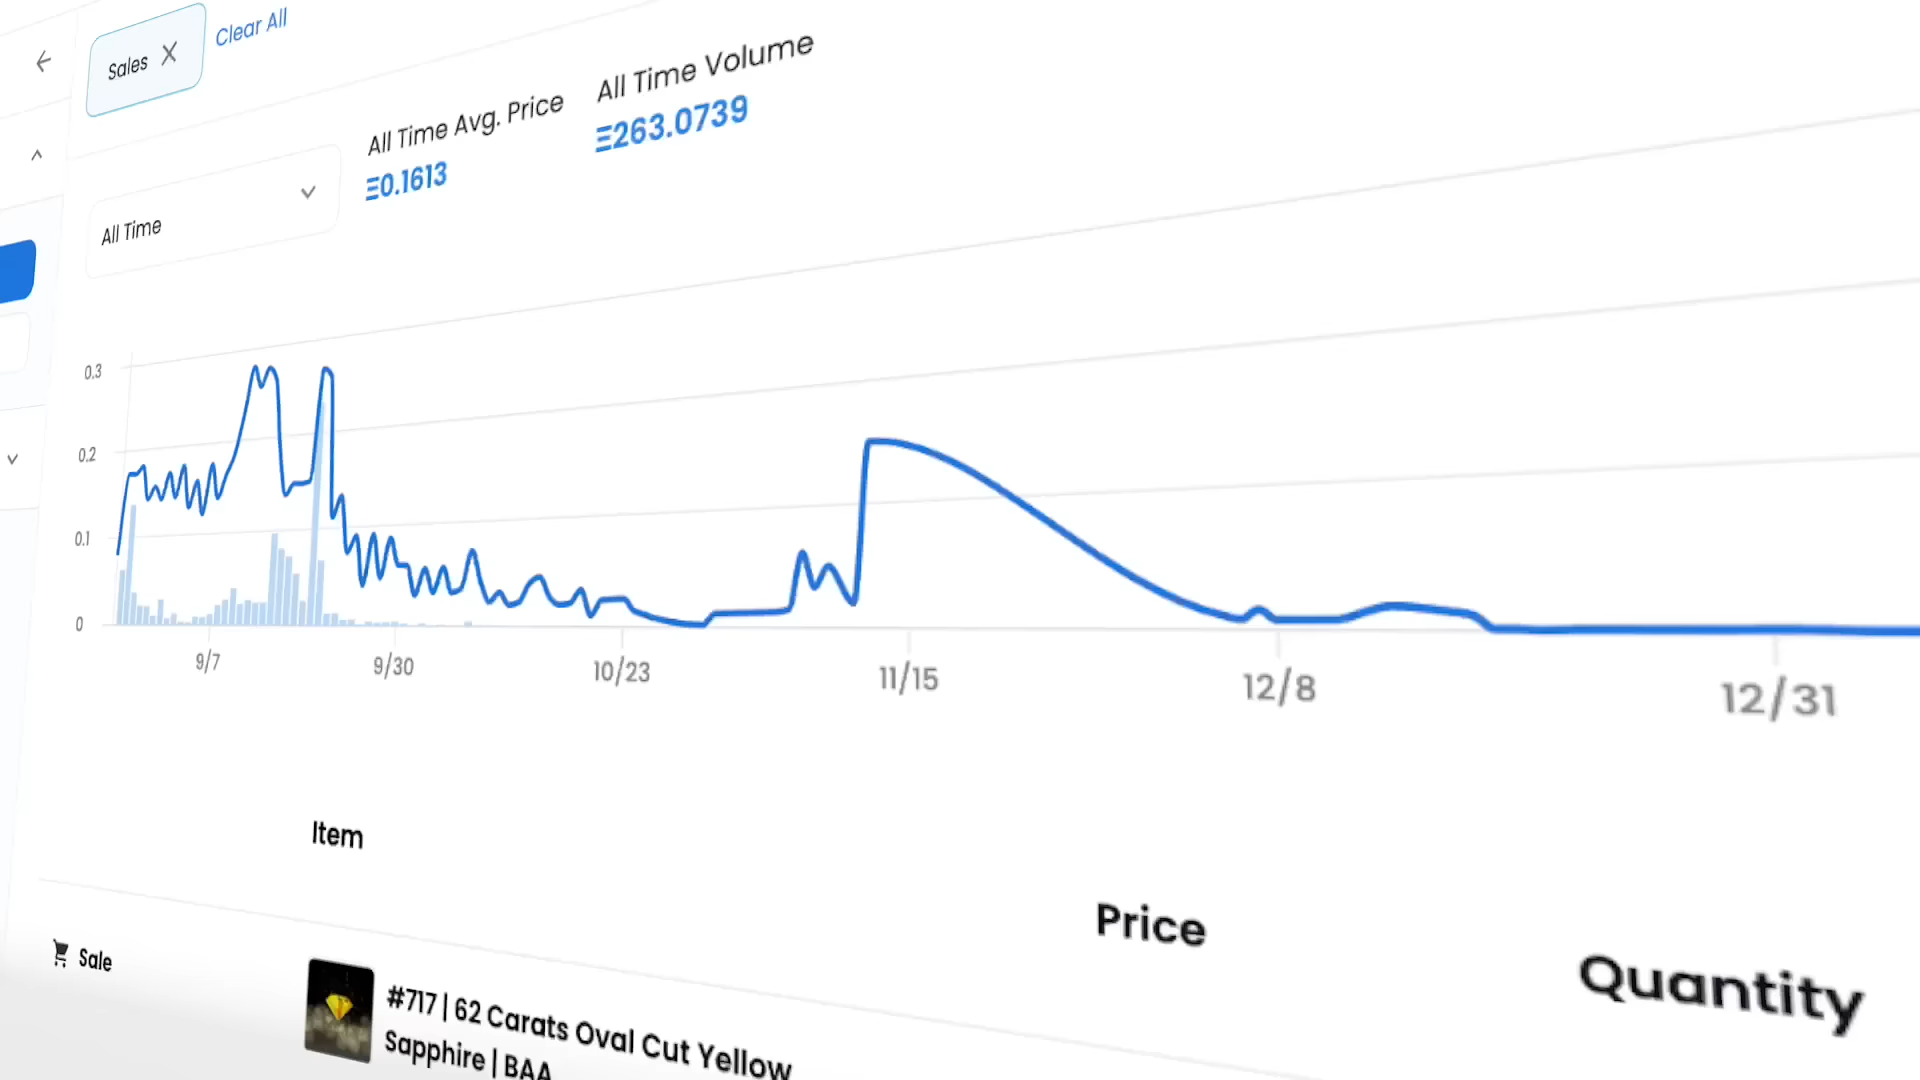 Sales
Clear All
All Time
All Time Avg. Price
Ξ0.1613
All Time Volume
Ξ263.0739
0.3
0.2
0.1
0
9/7
9/30
10/23
11/15
12/8
12/31
Item
Price
Quantity
Sale
#717 | 62 Carats Oval Cut Yellow
Sapphire | BAA